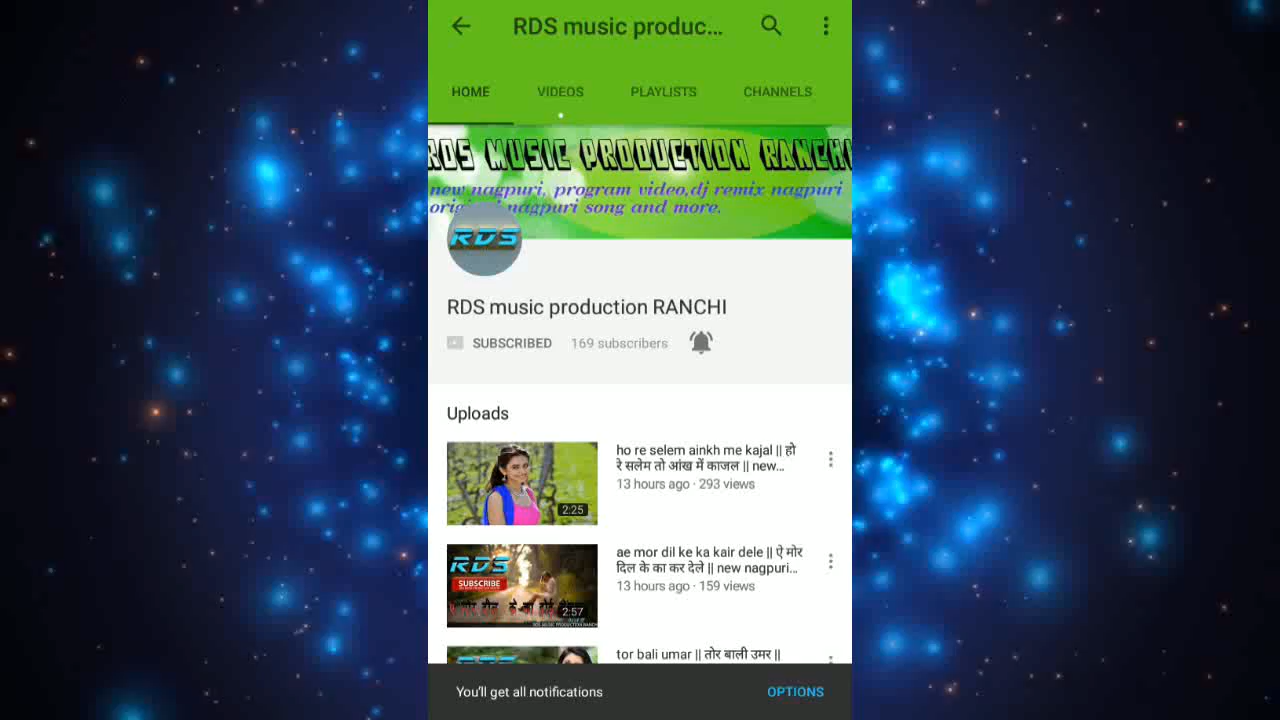 RDS music produc...
HOME
VIDEOS
PLAYLISTS
CHANNELS
RDS MUSIC PRODUCTION RANCHI
new nagpuri, program video,dj remix nagpuri
nagpuri song and more.
RDS
RDS music production RANCHI
SUBSCRIBED
169 subscribers
Uploads
ho re selem ainkh me kajal || हो
रे सलेम तो आंख में काजल || new...
13 hours ago · 293 views
2:25
ae mor dil ke ka kair dele || ऐ मोर
दिल के का कर देले || new nagpuri...
13 hours ago · 159 views
RDS
SUBSCRIBE
2:57
RDS MUSIC PRODUCTION RANCHI
tor bali umar || तोर बाली उमर ||
You'll get all notifications
OPTIONS